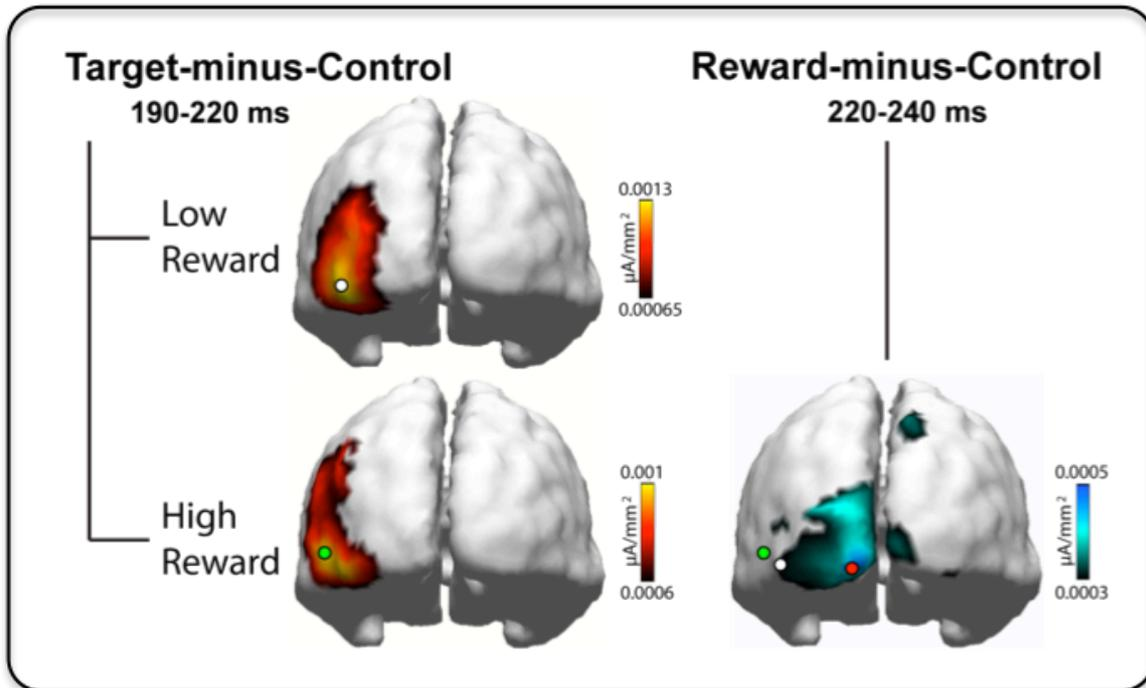 Target-minus-Control
190-220 ms
Reward-minus-Control
220-240 ms
Low
Reward
0.0013
µA/mm²
0.00065
High
Reward
0.001
µA/mm²
0.0006
0.0005
µA/mm²
0.0003